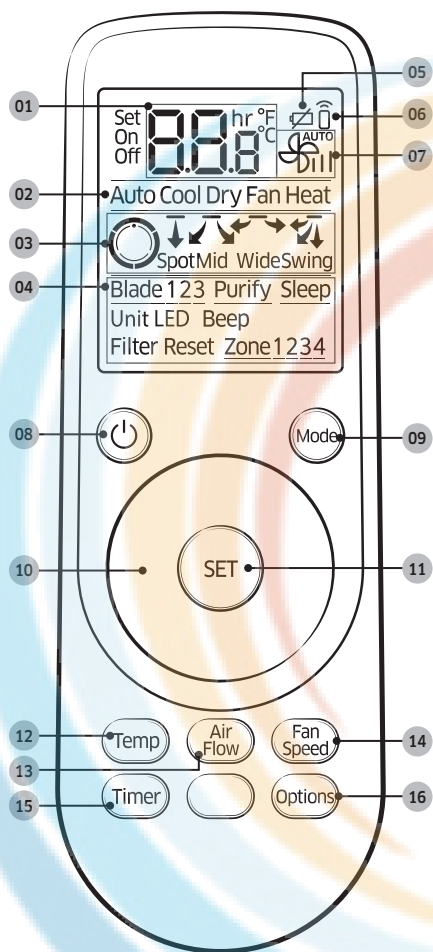 01
05
06
07
Set
On
Off
88.8
hr °F
°C
AUTO
02
Auto Cool Dry Fan Heat
03
Spot Mid Wide Swing
04
Blade 1 2 3 Purify Sleep
Unit LED Beep
Filter Reset Zone 1 2 3 4
08
Mode
09
10
SET
11
12
Temp
Air
Flow
Fan
Speed
14
13
15
Timer
Options
16